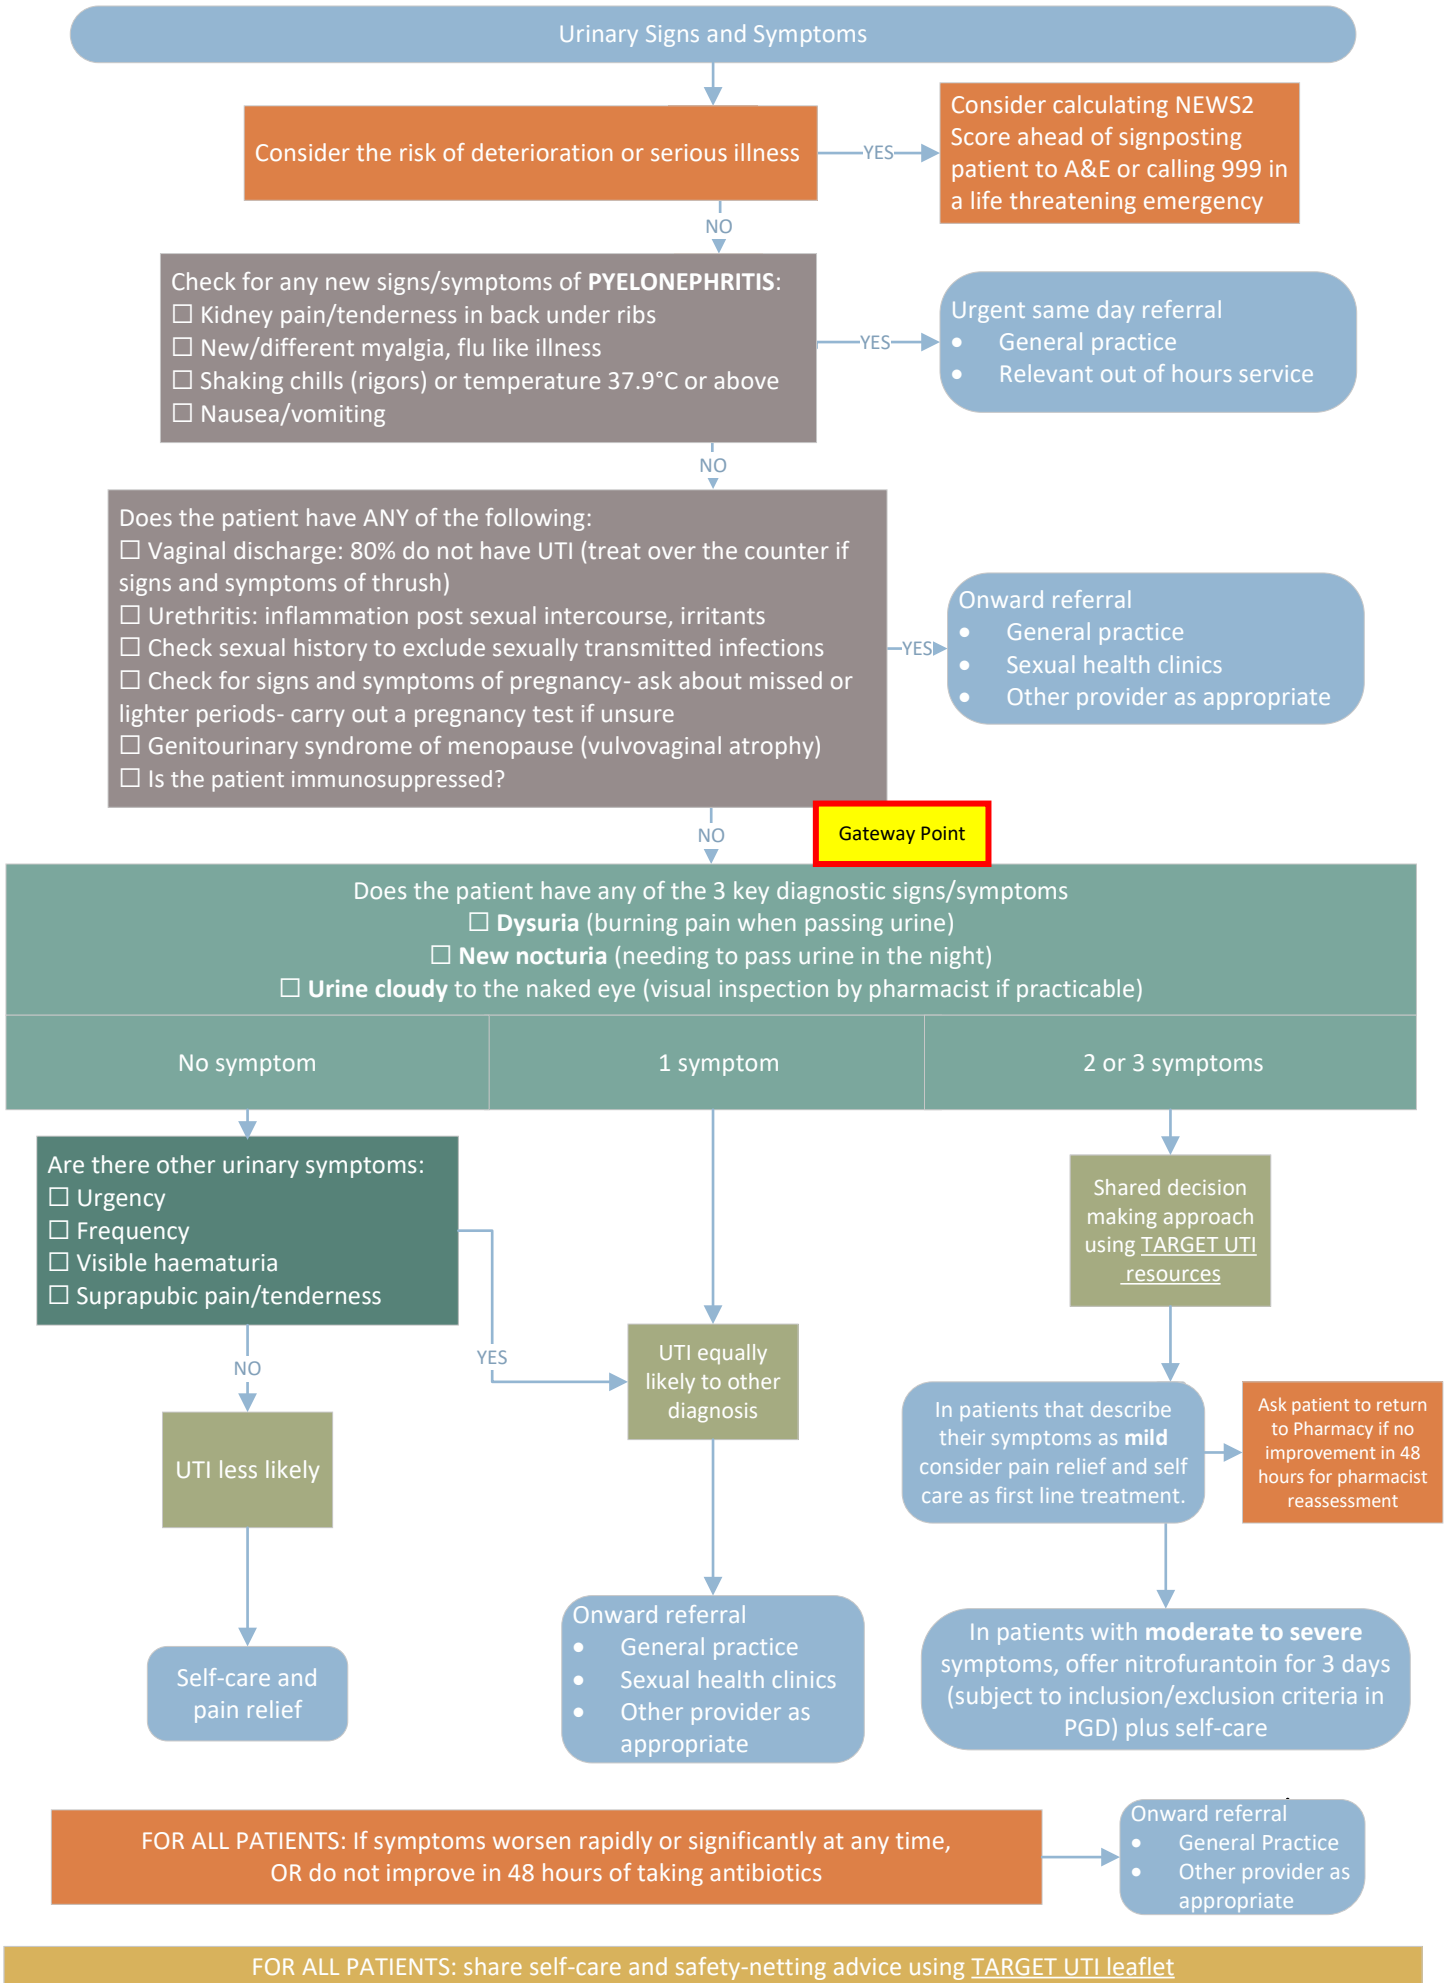 Urinary Signs and Symptoms
Consider the risk of deterioration or serious illness
YES
Consider calculating NEWS2
Score ahead of signposting
patient to A&E or calling 999 in
a life threatening emergency
NO
Check for any new signs/symptoms of PYELONEPHRITIS:
☐ Kidney pain/tenderness in back under ribs
☐ New/different myalgia, flu like illness
☐ Shaking chills (rigors) or temperature 37.9°C or above
☐ Nausea/vomiting
YES
Urgent same day referral
• General practice
• Relevant out of hours service
NO
Does the patient have ANY of the following:
☐ Vaginal discharge: 80% do not have UTI (treat over the counter if
signs and symptoms of thrush)
☐ Urethritis: inflammation post sexual intercourse, irritants
☐ Check sexual history to exclude sexually transmitted infections
☐ Check for signs and symptoms of pregnancy- ask about missed or
lighter periods- carry out a pregnancy test if unsure
☐ Genitourinary syndrome of menopause (vulvovaginal atrophy)
☐ Is the patient immunosuppressed?
YES
Onward referral
• General practice
• Sexual health clinics
• Other provider as appropriate
NO
Gateway Point
Does the patient have any of the 3 key diagnostic signs/symptoms
☐ Dysuria (burning pain when passing urine)
☐ New nocturia (needing to pass urine in the night)
☐ Urine cloudy to the naked eye (visual inspection by pharmacist if practicable)
No symptom
1 symptom
2 or 3 symptoms
Are there other urinary symptoms:
☐ Urgency
☐ Frequency
☐ Visible haematuria
☐ Suprapubic pain/tenderness
NO
YES
UTI less likely
Self-care and
pain relief
UTI equally
likely to other
diagnosis
Onward referral
• General practice
• Sexual health clinics
• Other provider as
appropriate
Shared decision
making approach
using TARGET UTI
resources
In patients that describe
their symptoms as mild
consider pain relief and self
care as first line treatment.
Ask patient to return
to Pharmacy if no
improvement in 48
hours for pharmacist
reassessment
In patients with moderate to severe
symptoms, offer nitrofurantoin for 3 days
(subject to inclusion/exclusion criteria in
PGD) plus self-care
FOR ALL PATIENTS: If symptoms worsen rapidly or significantly at any time,
OR do not improve in 48 hours of taking antibiotics
Onward referral
• General Practice
• Other provider as
appropriate
FOR ALL PATIENTS: share self-care and safety-netting advice using TARGET UTI leaflet